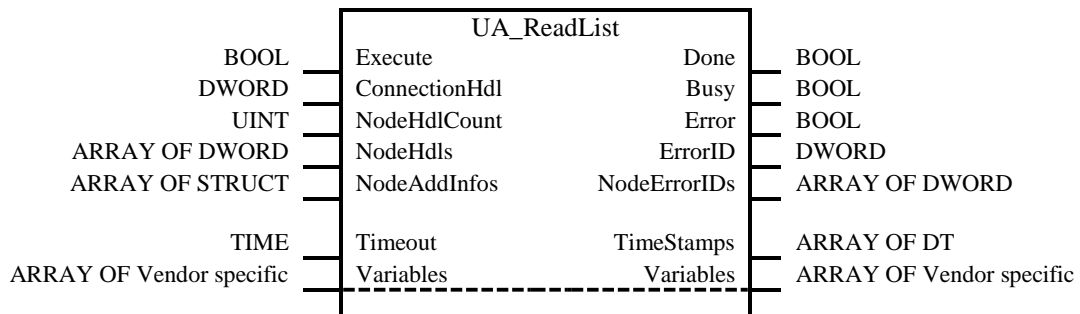 UA_ReadList
BOOL Execute Done BOOL
DWORD ConnectionHdl Busy BOOL
UINT NodeHdlCount Error BOOL
ARRAY OF DWORD NodeHdls ErrorID DWORD
ARRAY OF STRUCT NodeAddInfos NodeErrorIDs ARRAY OF DWORD
TIME Timeout TimeStamps ARRAY OF DT
ARRAY OF Vendor specific Variables Variables ARRAY OF Vendor specific